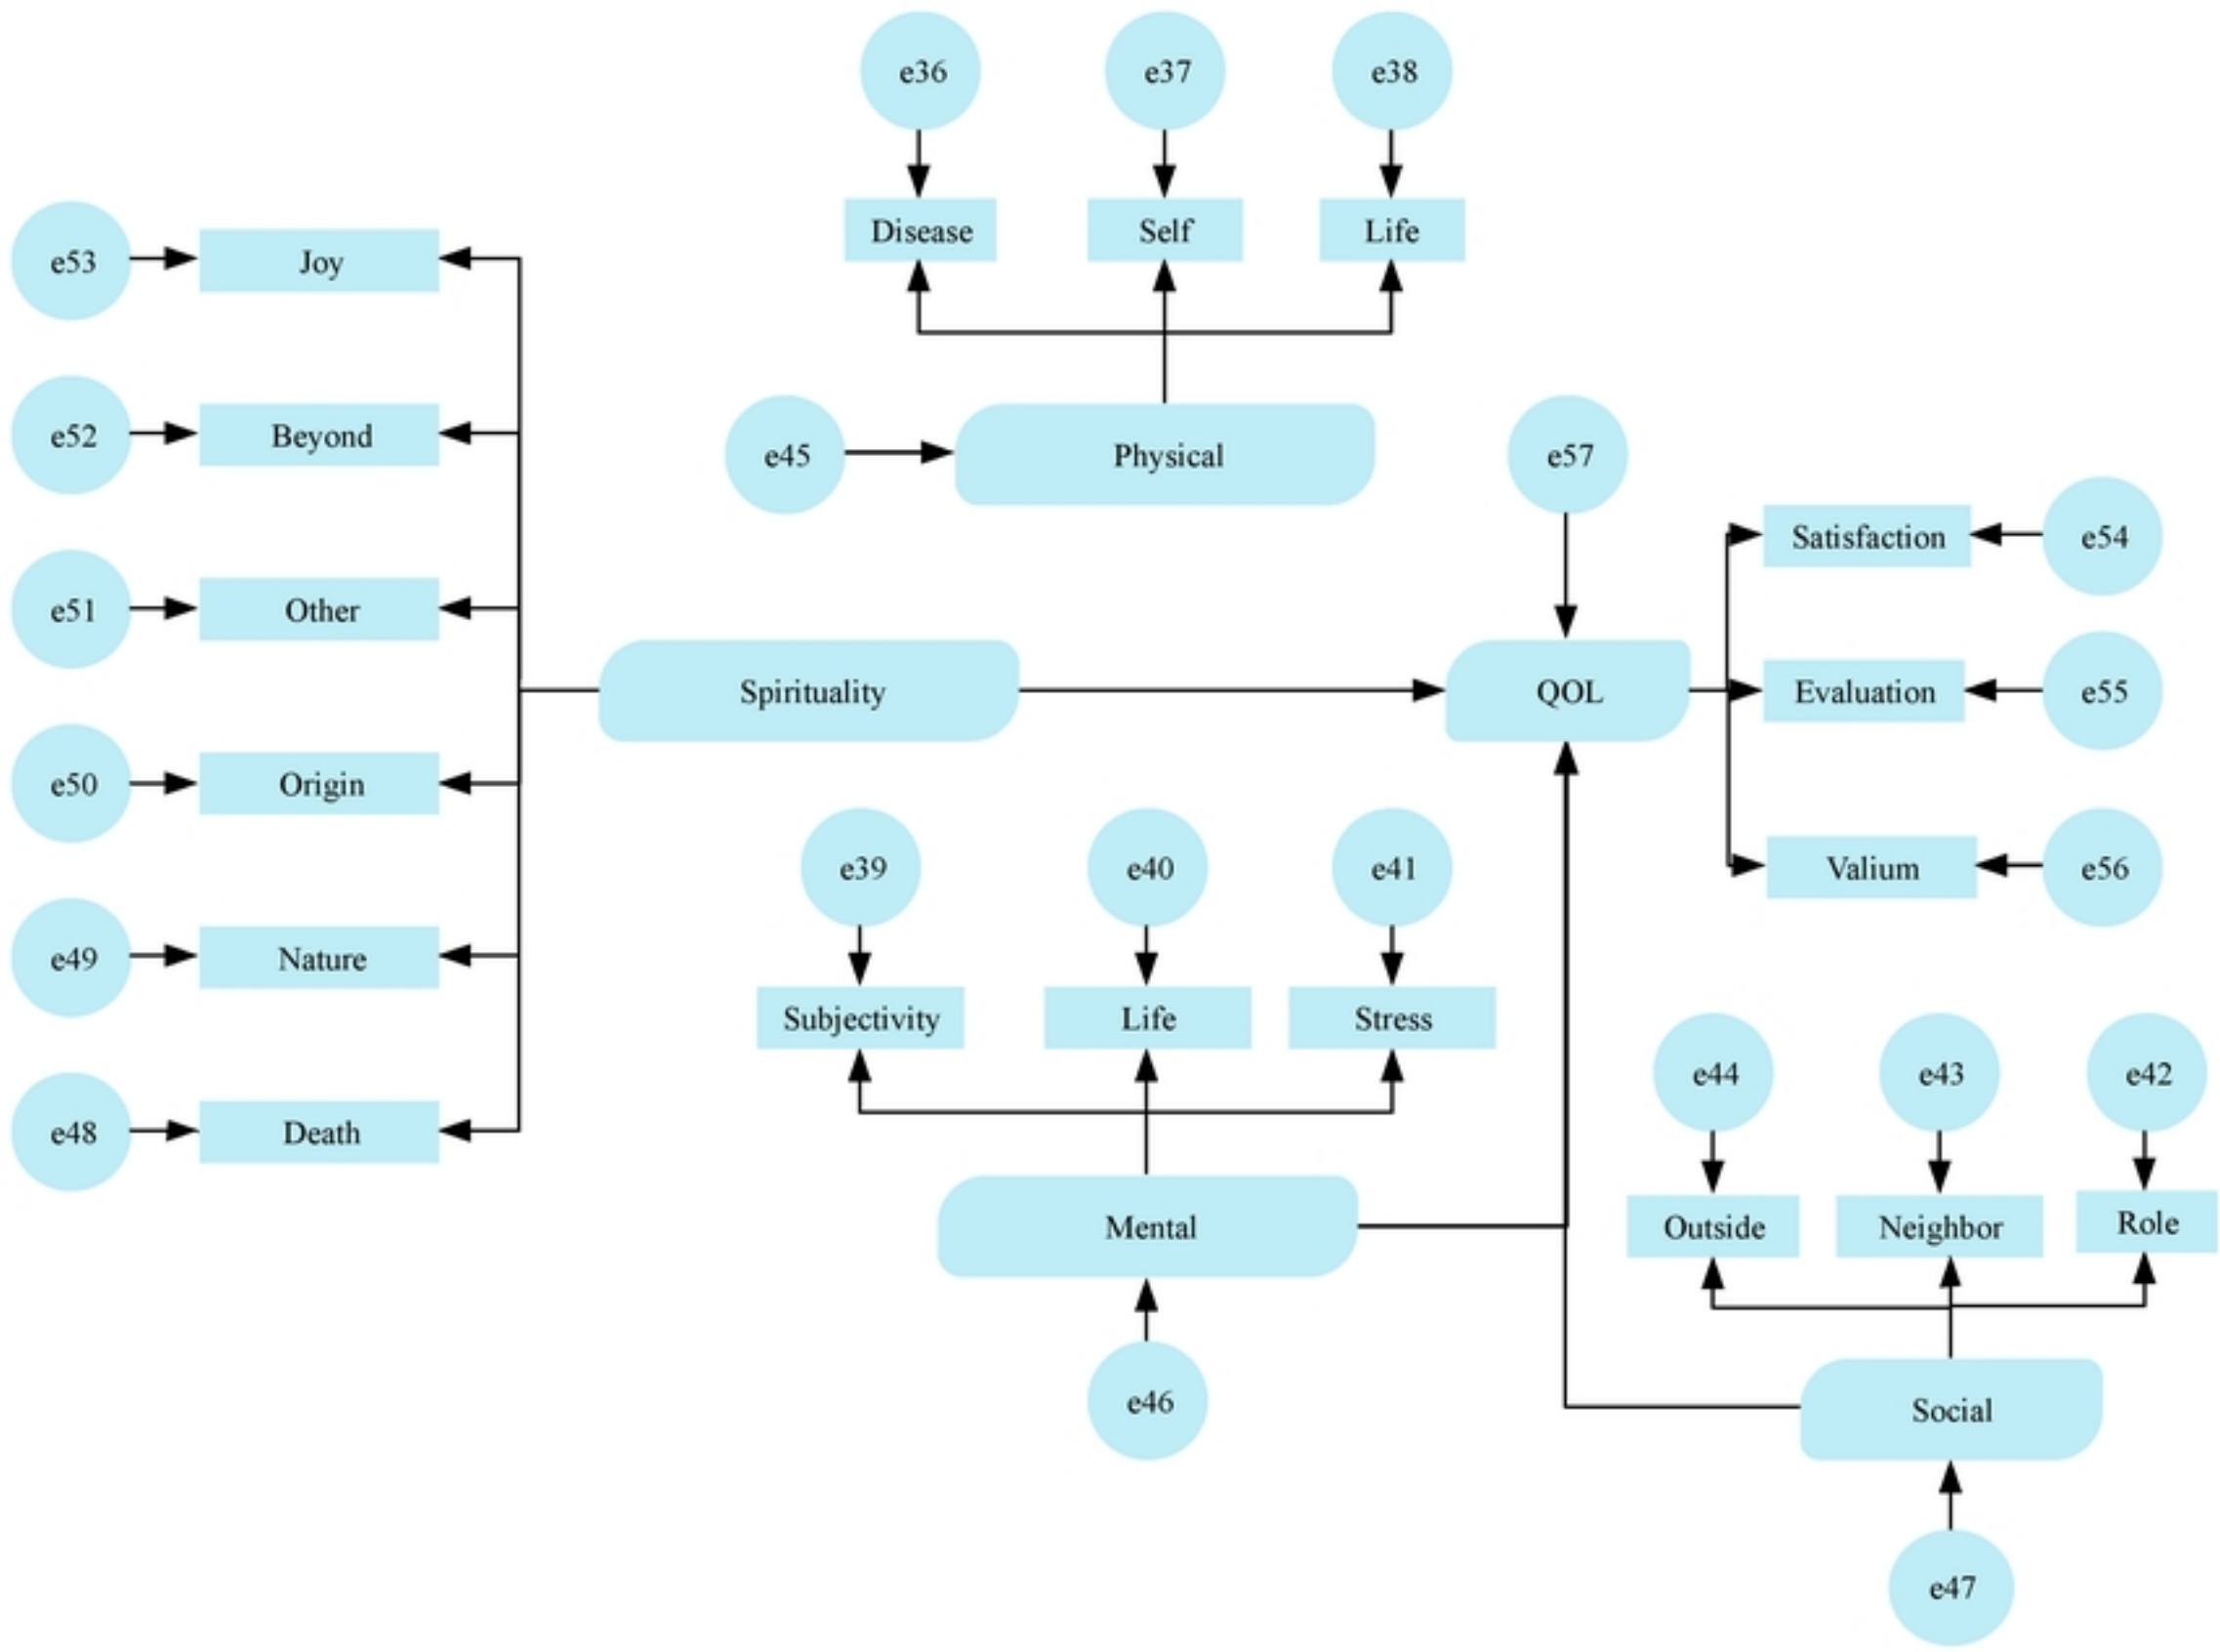 e36
e37
e38
Disease
Self
Life
e53
Joy
e52
Beyond
e45
Physical
e57
Satisfaction
e54
e51
Other
Spirituality
QOL
Evaluation
e55
e50
Origin
e39
e40
e41
Valium
e56
e49
Nature
Subjectivity
Life
Stress
e44
e43
e42
e48
Death
Mental
Outside
Neighbor
Role
e46
Social
e47